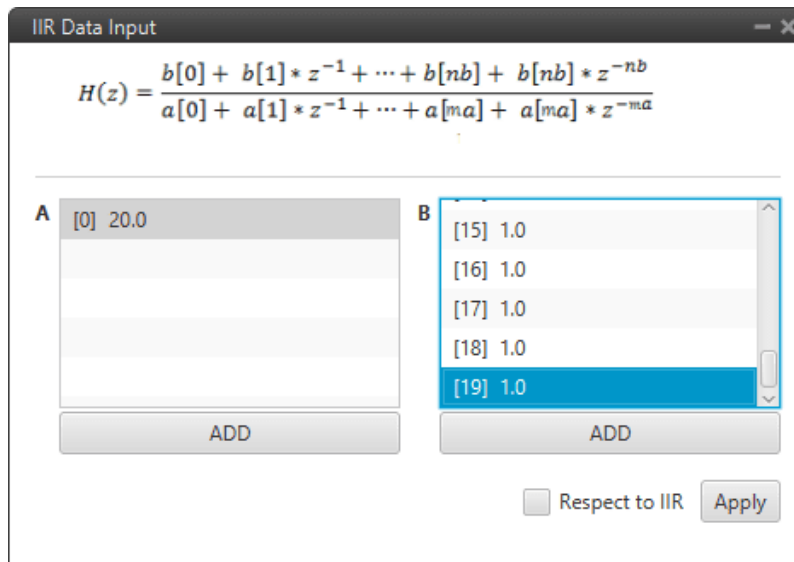 IIR Data Input
H(z) = \frac{b[0] + b[1] * z^{-1} + ⋯ + b[nb] + b[nb] * z^{-nb}}{a[0] + a[1] * z^{-1} + ⋯ + a[ma] + a[ma] * z^{-ma}}
A
[0] 20.0
ADD
B
[15] 1.0
[16] 1.0
[17] 1.0
[18] 1.0
[19] 1.0
ADD
Respect to IIR
Apply